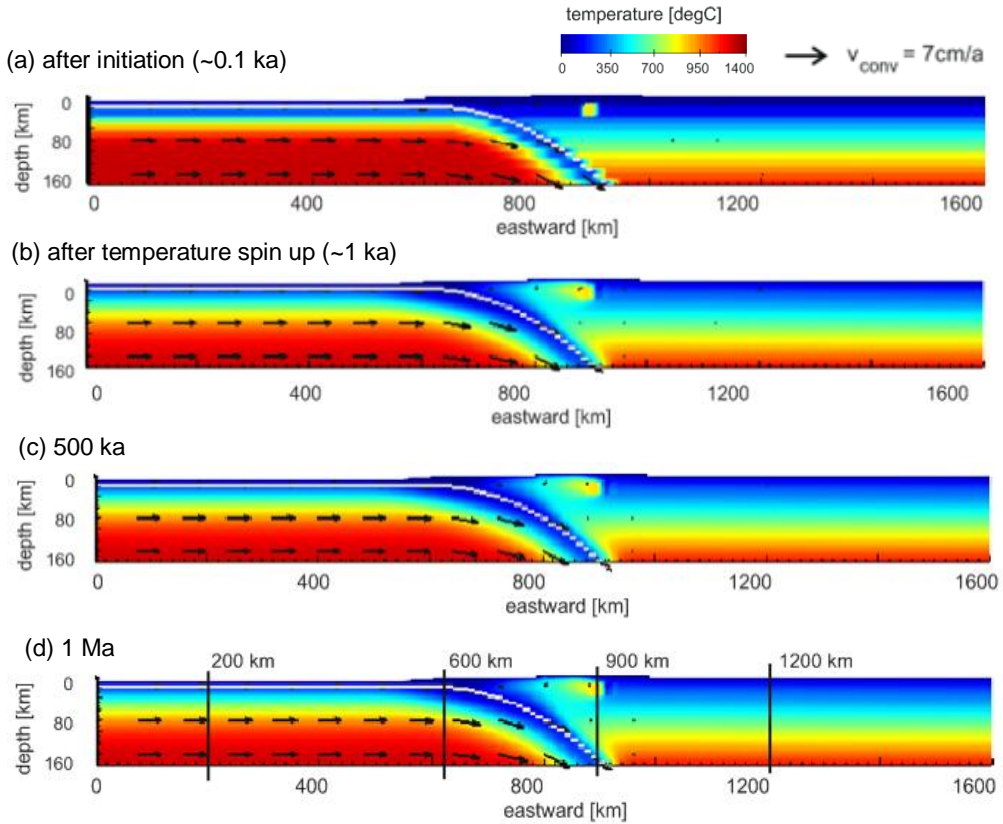 temperature [degC]
0 350 700 950 1400
v_conv = 7cm/a
(a) after initiation (~0.1 ka)
depth [km]
0
80
160
0 400 800 1200 1600
eastward [km]
(b) after temperature spin up (~1 ka)
depth [km]
0
80
160
0 400 800 1200 1600
eastward [km]
(c) 500 ka
depth [km]
0
80
160
0 400 800 1200 1600
eastward [km]
(d) 1 Ma
200 km 600 km 900 km 1200 km
depth [km]
0
80
160
0 400 800 1200 1600
eastward [km]